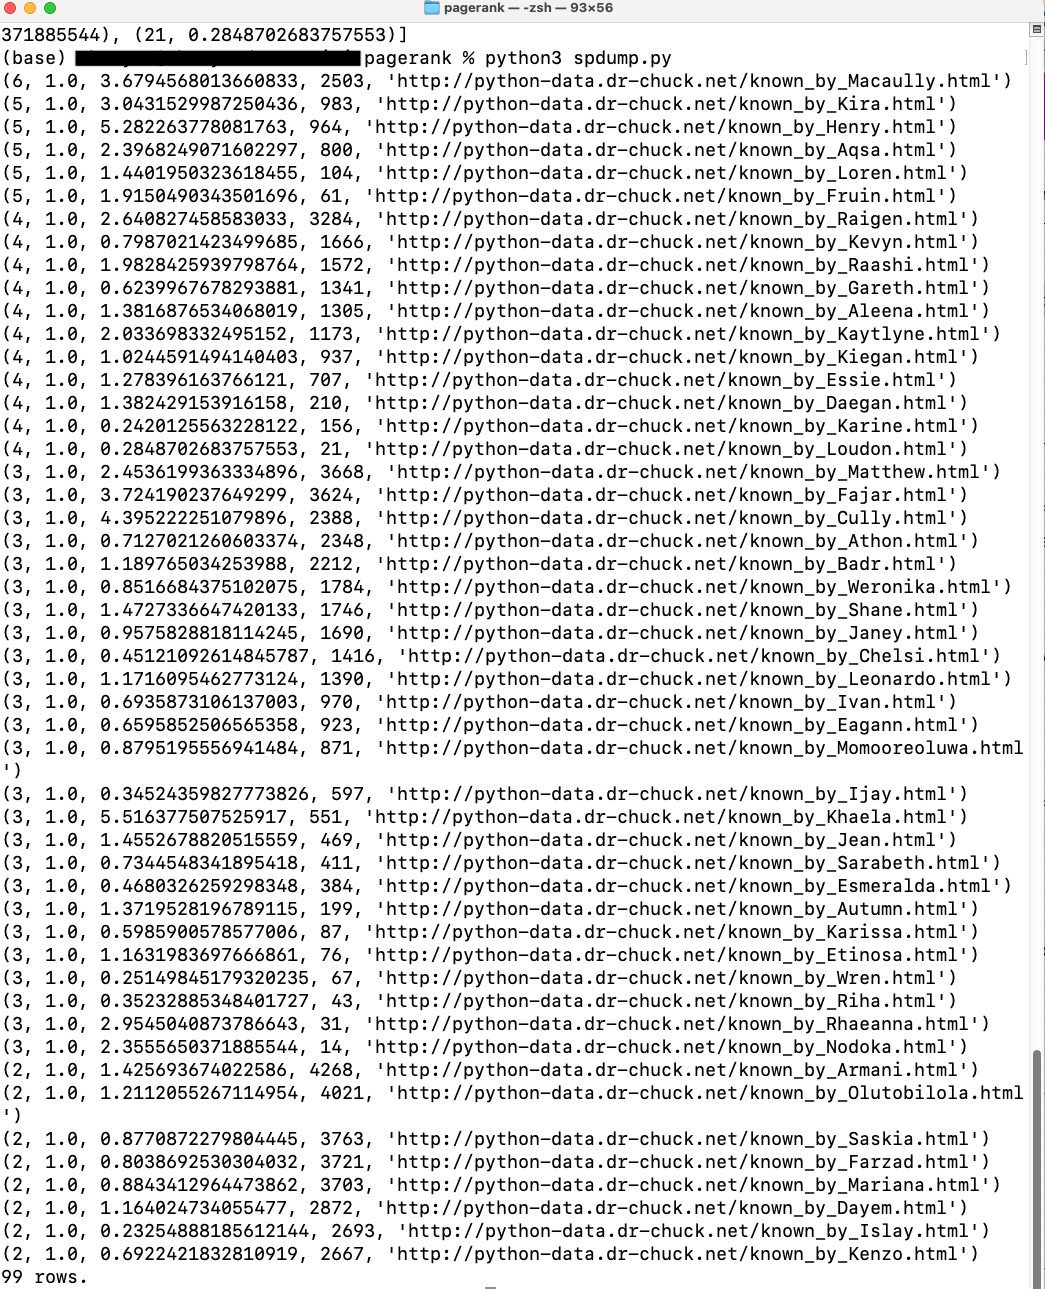 pagerank — -zsh — 93×56
371885544), (21, 0.2848702683757553)]
(base) pagerank % python3 spdump.py
(6, 1.0, 3.6794568013660833, 2503, 'http://python-data.dr-chuck.net/known_by_Macaully.html')
(5, 1.0, 3.0431529987250436, 983, 'http://python-data.dr-chuck.net/known_by_Kira.html')
(5, 1.0, 5.282263778081763, 964, 'http://python-data.dr-chuck.net/known_by_Henry.html')
(5, 1.0, 2.3968249071602297, 800, 'http://python-data.dr-chuck.net/known_by_Aqsa.html')
(5, 1.0, 1.4401950323618455, 104, 'http://python-data.dr-chuck.net/known_by_Loren.html')
(5, 1.0, 1.9150490343501696, 61, 'http://python-data.dr-chuck.net/known_by_Fruin.html')
(4, 1.0, 2.640827458583033, 3284, 'http://python-data.dr-chuck.net/known_by_Raigen.html')
(4, 1.0, 0.7987021423499685, 1666, 'http://python-data.dr-chuck.net/known_by_Kevyn.html')
(4, 1.0, 1.9828425939798764, 1572, 'http://python-data.dr-chuck.net/known_by_Raashi.html')
(4, 1.0, 0.6239967678293881, 1341, 'http://python-data.dr-chuck.net/known_by_Gareth.html')
(4, 1.0, 1.3816876534068019, 1305, 'http://python-data.dr-chuck.net/known_by_Aleena.html')
(4, 1.0, 2.033698332495152, 1173, 'http://python-data.dr-chuck.net/known_by_Kaytlyne.html')
(4, 1.0, 1.0244591494140403, 937, 'http://python-data.dr-chuck.net/known_by_Kiegan.html')
(4, 1.0, 1.278396163766121, 707, 'http://python-data.dr-chuck.net/known_by_Essie.html')
(4, 1.0, 1.382429153916158, 210, 'http://python-data.dr-chuck.net/known_by_Daegan.html')
(4, 1.0, 0.2420125563228122, 156, 'http://python-data.dr-chuck.net/known_by_Karine.html')
(4, 1.0, 0.2848702683757553, 21, 'http://python-data.dr-chuck.net/known_by_Loudon.html')
(3, 1.0, 2.4536199363334896, 3668, 'http://python-data.dr-chuck.net/known_by_Matthew.html')
(3, 1.0, 3.724190237649299, 3624, 'http://python-data.dr-chuck.net/known_by_Fajar.html')
(3, 1.0, 4.395222251079896, 2388, 'http://python-data.dr-chuck.net/known_by_Cully.html')
(3, 1.0, 0.7127021260603374, 2348, 'http://python-data.dr-chuck.net/known_by_Athon.html')
(3, 1.0, 1.189765034253988, 2212, 'http://python-data.dr-chuck.net/known_by_Badr.html')
(3, 1.0, 0.8516684375102075, 1784, 'http://python-data.dr-chuck.net/known_by_Weronika.html')
(3, 1.0, 1.4727336647420133, 1746, 'http://python-data.dr-chuck.net/known_by_Shane.html')
(3, 1.0, 0.9575828818114245, 1690, 'http://python-data.dr-chuck.net/known_by_Janey.html')
(3, 1.0, 0.45121092614845787, 1416, 'http://python-data.dr-chuck.net/known_by_Chelsi.html')
(3, 1.0, 1.1716095462773124, 1390, 'http://python-data.dr-chuck.net/known_by_Leonardo.html')
(3, 1.0, 0.6935873106137003, 970, 'http://python-data.dr-chuck.net/known_by_Ivan.html')
(3, 1.0, 0.6595852506565358, 923, 'http://python-data.dr-chuck.net/known_by_Eagann.html')
(3, 1.0, 0.8795195556941484, 871, 'http://python-data.dr-chuck.net/known_by_Momooreoluwa.html
')
(3, 1.0, 0.34524359827773826, 597, 'http://python-data.dr-chuck.net/known_by_Ijay.html')
(3, 1.0, 5.516377507525917, 551, 'http://python-data.dr-chuck.net/known_by_Khaela.html')
(3, 1.0, 1.4552678820515559, 469, 'http://python-data.dr-chuck.net/known_by_Jean.html')
(3, 1.0, 0.7344548341895418, 411, 'http://python-data.dr-chuck.net/known_by_Sarabeth.html')
(3, 1.0, 0.4680326259298348, 384, 'http://python-data.dr-chuck.net/known_by_Esmeralda.html')
(3, 1.0, 1.3719528196789115, 199, 'http://python-data.dr-chuck.net/known_by_Autumn.html')
(3, 1.0, 0.5985900578577006, 87, 'http://python-data.dr-chuck.net/known_by_Karissa.html')
(3, 1.0, 1.1631983697666861, 76, 'http://python-data.dr-chuck.net/known_by_Etinosa.html')
(3, 1.0, 0.25149845179320235, 67, 'http://python-data.dr-chuck.net/known_by_Wren.html')
(3, 1.0, 0.35232885348401727, 43, 'http://python-data.dr-chuck.net/known_by_Riha.html')
(3, 1.0, 2.9545040873786643, 31, 'http://python-data.dr-chuck.net/known_by_Rhaeanna.html')
(3, 1.0, 2.3555650371885544, 14, 'http://python-data.dr-chuck.net/known_by_Nodoka.html')
(2, 1.0, 1.425693674022586, 4268, 'http://python-data.dr-chuck.net/known_by_Armani.html')
(2, 1.0, 1.2112055267114954, 4021, 'http://python-data.dr-chuck.net/known_by_Olutobilola.html
')
(2, 1.0, 0.8770872279804445, 3763, 'http://python-data.dr-chuck.net/known_by_Saskia.html')
(2, 1.0, 0.8038692530304032, 3721, 'http://python-data.dr-chuck.net/known_by_Farzad.html')
(2, 1.0, 0.8843412964473862, 3703, 'http://python-data.dr-chuck.net/known_by_Mariana.html')
(2, 1.0, 1.164024734055477, 2872, 'http://python-data.dr-chuck.net/known_by_Dayem.html')
(2, 1.0, 0.23254888185612144, 2693, 'http://python-data.dr-chuck.net/known_by_Islay.html')
(2, 1.0, 0.6922421832810919, 2667, 'http://python-data.dr-chuck.net/known_by_Kenzo.html')
99 rows.